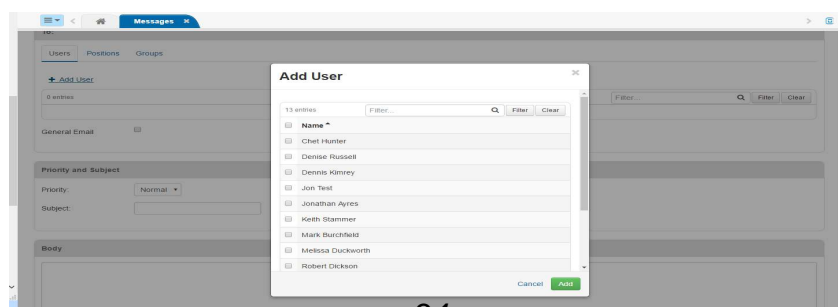 Messages ×
To:
Users Positions Groups
+ Add User
0 entries Filter... Filter Clear
General Email
Priority and Subject
Priority: Normal
Subject:
Body
Add User ×
13 entries Filter... Filter Clear
Name
Chet Hunter
Denise Russell
Dennis Kimrey
Jon Test
Jonathan Ayres
Keith Stammer
Mark Burchfield
Melissa Duckworth
Robert Dickson
Cancel Add